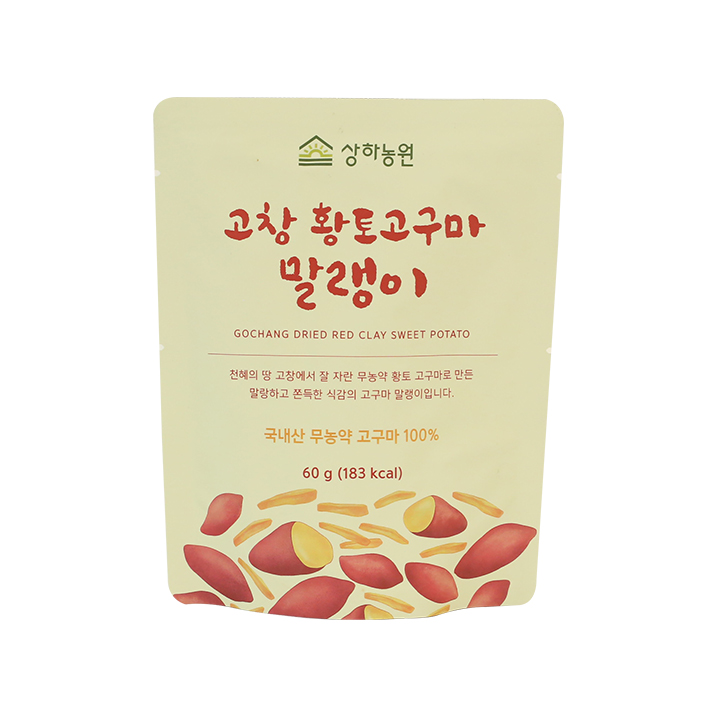 상하농원
고창 황토고구마
말랭이
GOCHANG DRIED RED CLAY SWEET POTATO
천혜의 땅 고창에서 잘 자란 무농약 황토 고구마로 만든
말랑하고 쫀득한 식감의 고구마 말랭이입니다.
국내산 무농약 고구마 100%
60 g (183 kcal)